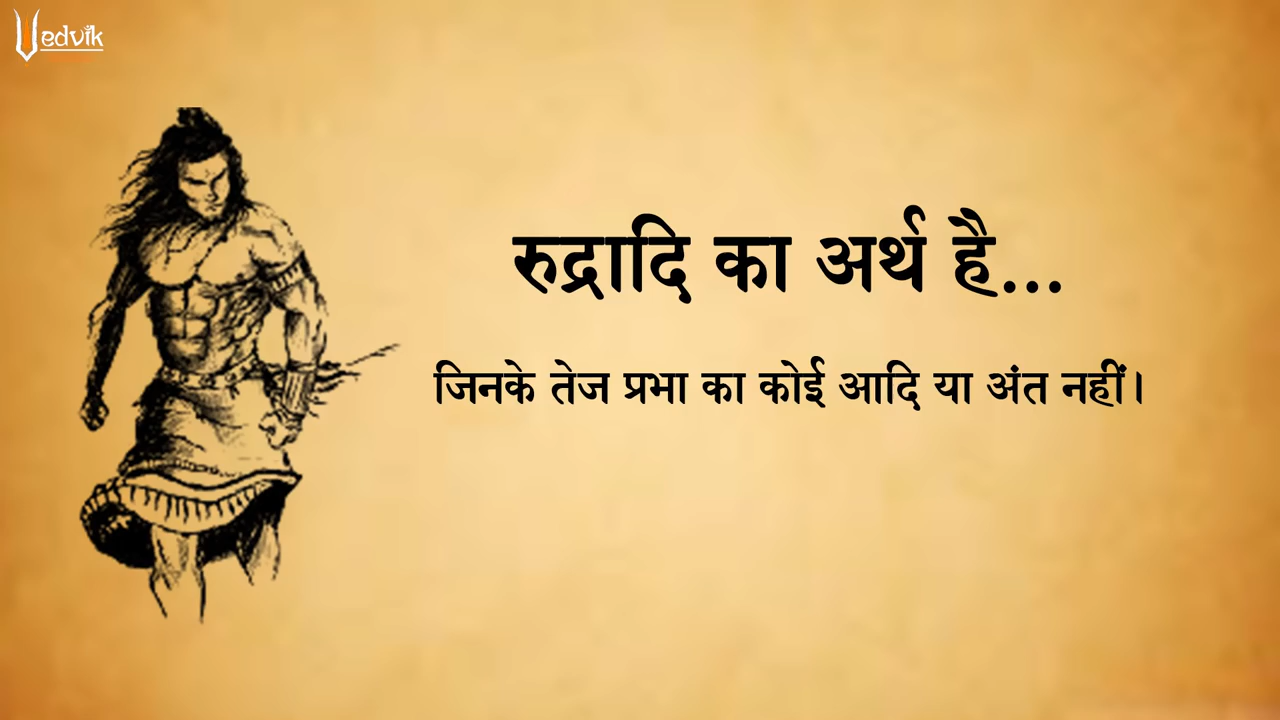 Vedvik
रुद्रादि का अर्थ है...
जिनके तेज प्रभा का कोई आदि या अंत नहीं।